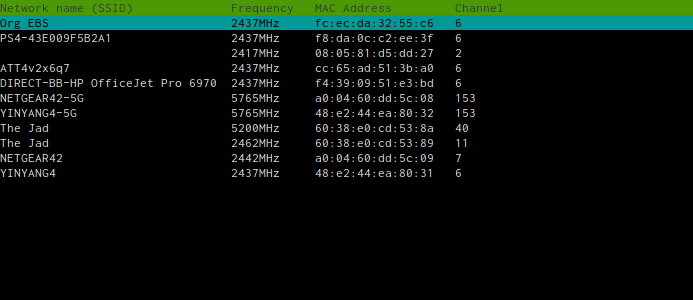 Network name (SSID) Frequency MAC Address Channel
Org EBS 2437MHz fc:ec:da:32:55:c6 6
PS4-43E009F5B2A1 2437MHz f8:da:0c:c2:ee:3f 6
2417MHz 08:05:81:d5:dd:27 2
ATT4v2x6q7 2437MHz cc:65:ad:51:3b:a0 6
DIRECT-BB-HP OfficeJet Pro 6970 2437MHz f4:39:09:51:e3:bd 6
NETGEAR42-5G 5765MHz a0:04:60:dd:5c:08 153
YINYANG4-5G 5765MHz 48:e2:44:ea:80:32 153
The Jad 5200MHz 60:38:e0:cd:53:8a 40
The Jad 2462MHz 60:38:e0:cd:53:89 11
NETGEAR42 2442MHz a0:04:60:dd:5c:09 7
YINYANG4 2437MHz 48:e2:44:ea:80:31 6